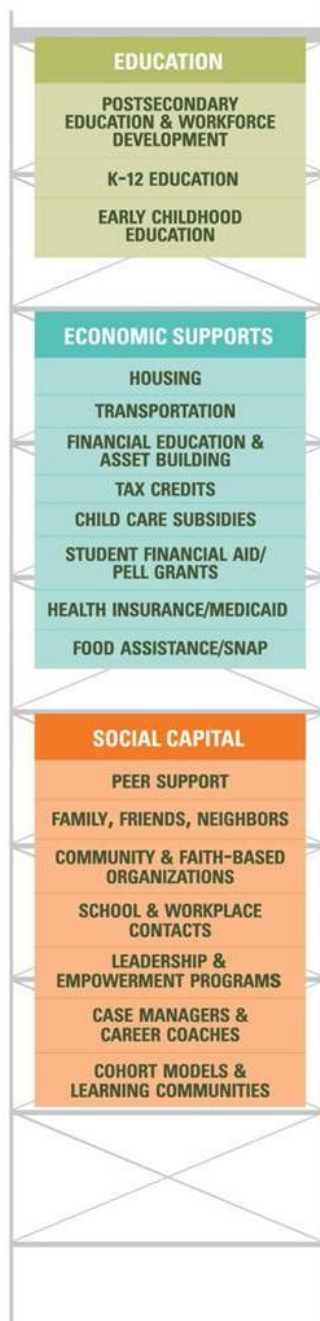 EDUCATION
POSTSECONDARY
EDUCATION & WORKFORCE
DEVELOPMENT
K-12 EDUCATION
EARLY CHILDHOOD
EDUCATION
ECONOMIC SUPPORTS
HOUSING
TRANSPORTATION
FINANCIAL EDUCATION &
ASSET BUILDING
TAX CREDITS
CHILD CARE SUBSIDIES
STUDENT FINANCIAL AID/
PELL GRANTS
HEALTH INSURANCE/MEDICAID
FOOD ASSISTANCE/SNAP
SOCIAL CAPITAL
PEER SUPPORT
FAMILY, FRIENDS, NEIGHBORS
COMMUNITY & FAITH-BASED
ORGANIZATIONS
SCHOOL & WORKPLACE
CONTACTS
LEADERSHIP &
EMPOWERMENT PROGRAMS
CASE MANAGERS &
CAREER COACHES
COHORT MODELS &
LEARNING COMMUNITIES